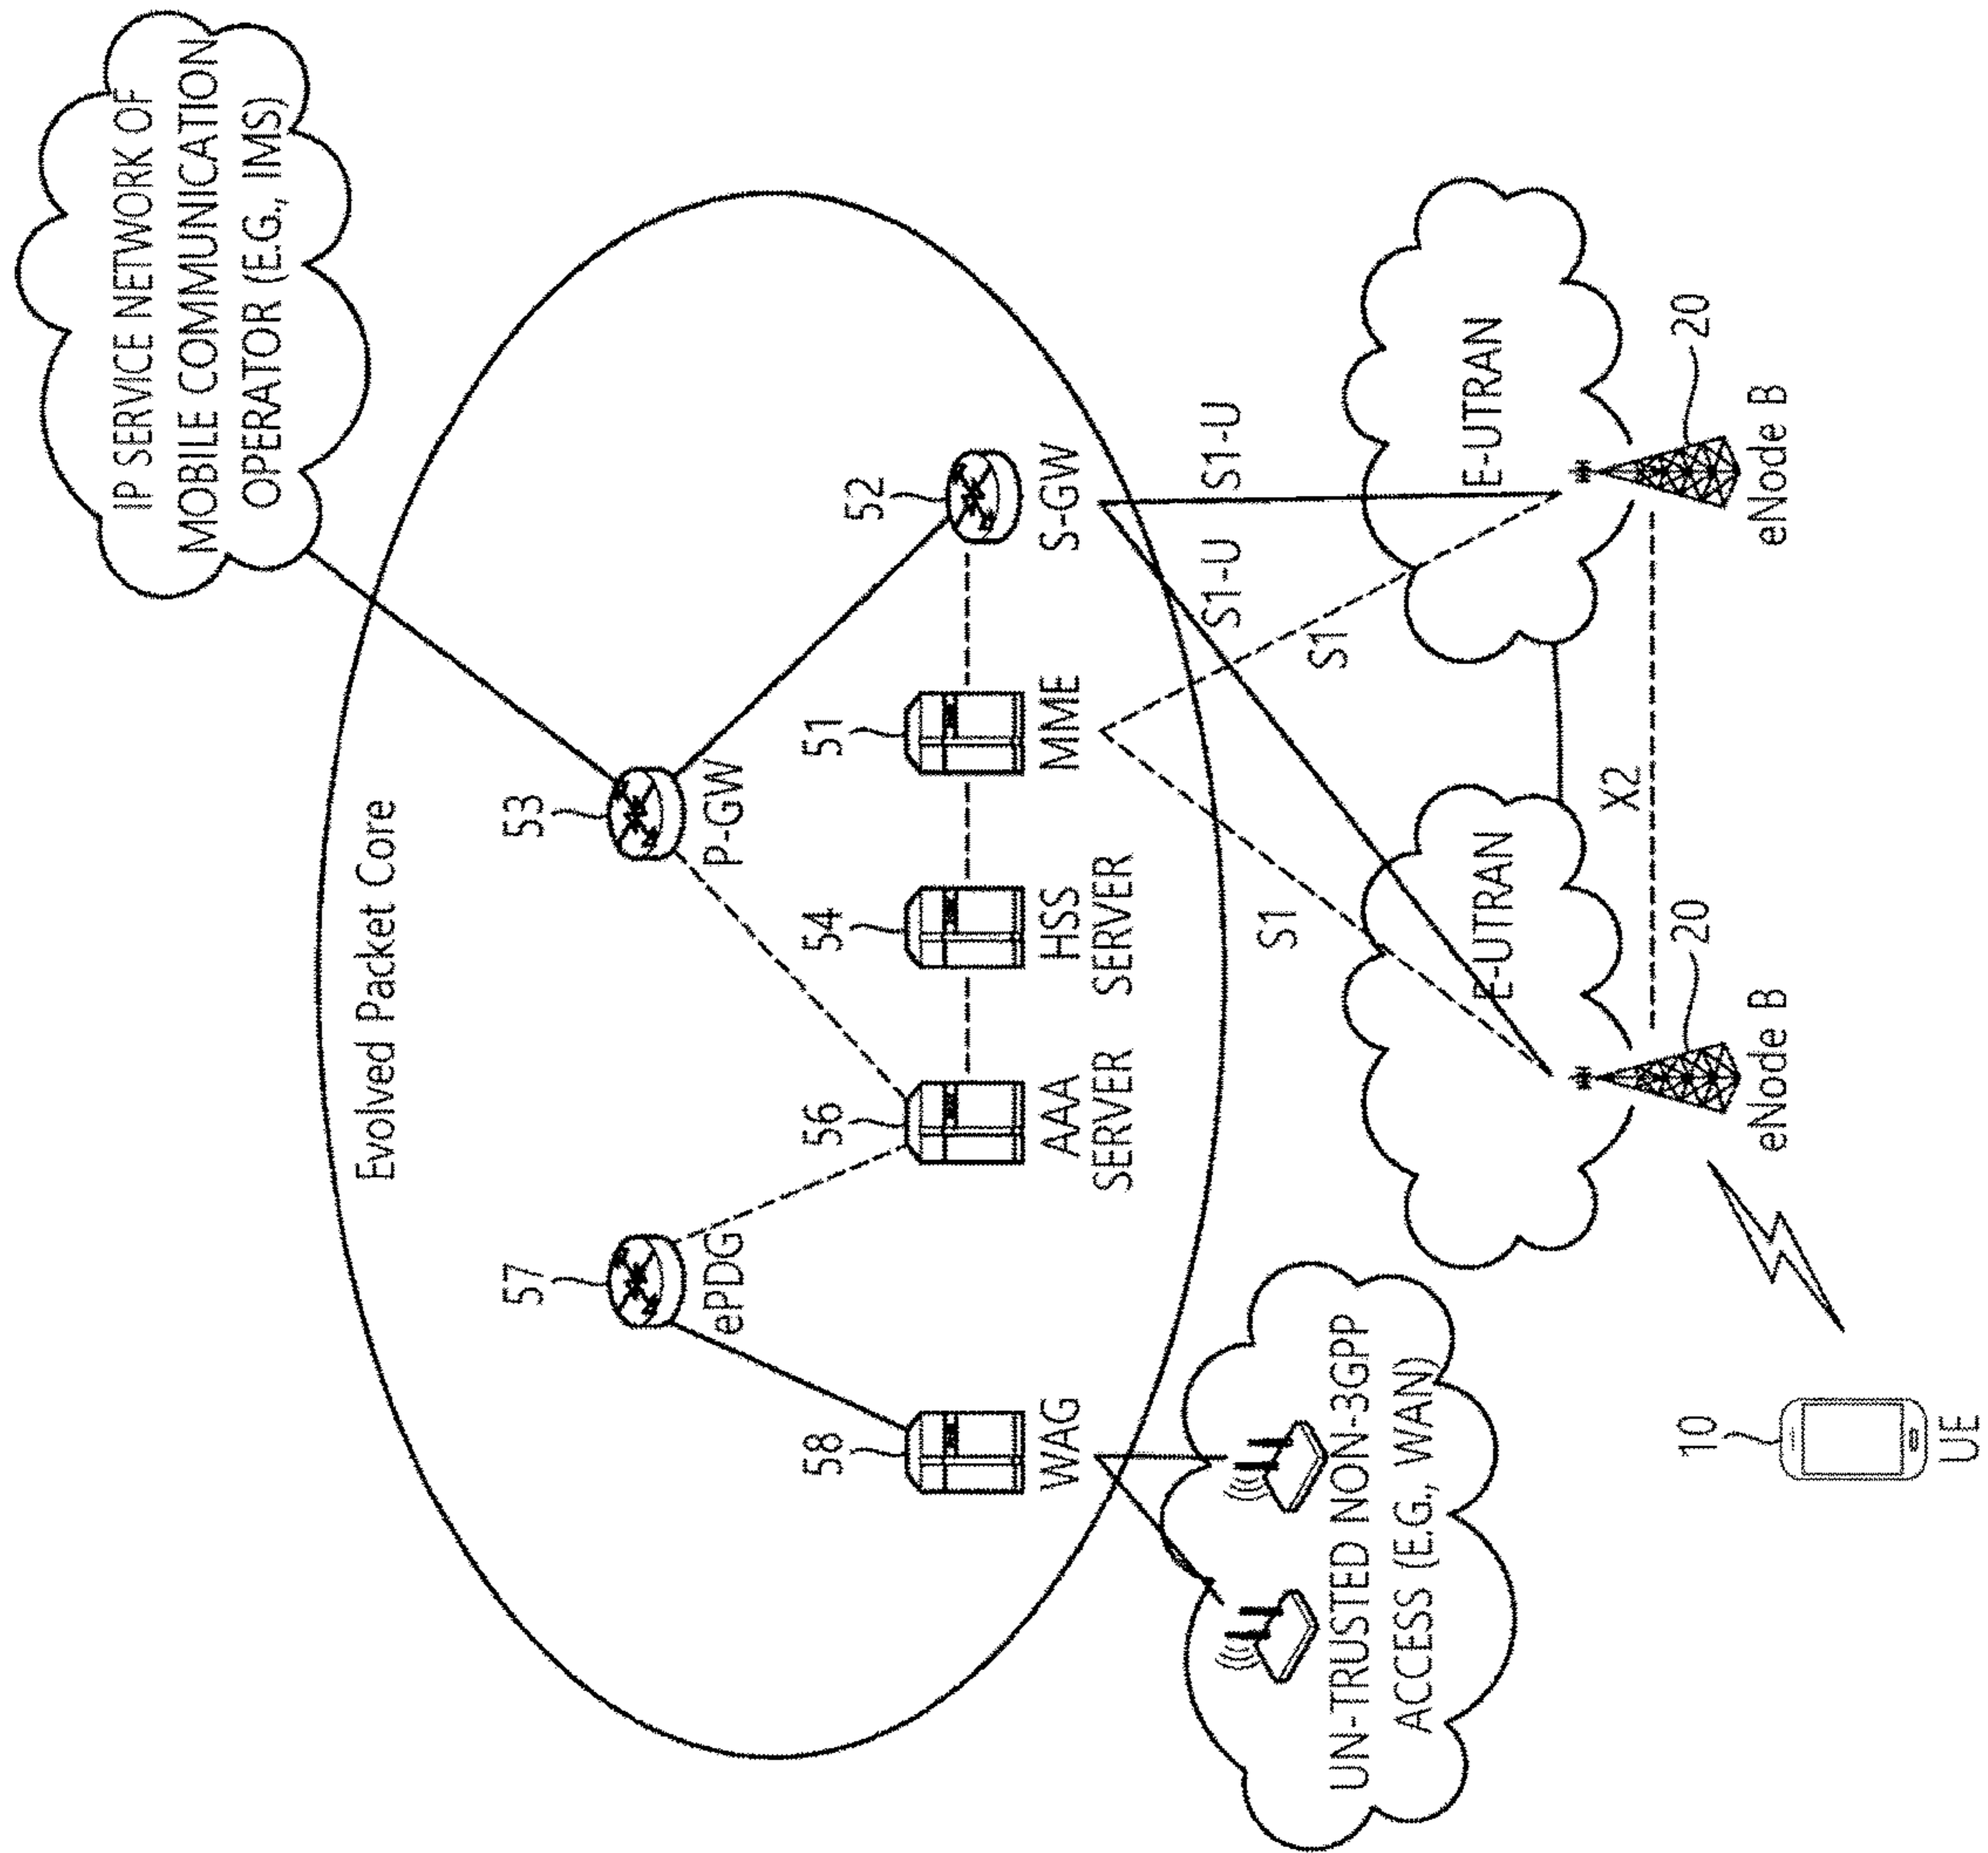 IP SERVICE NETWORK OF
MOBILE COMMUNICATION
OPERATOR (E.G., IMS)
Evolved Packet Core
57
ePDG
53
P-GW
58
WAG
56
AAA
SERVER
54
HSS
SERVER
51
MME
52
S-GW
S1
S1
S1-U
S1-U
UN-TRUSTED NON-3GPP
ACCESS (E.G., WAN)
E-UTRAN
E-UTRAN
X2
20
eNode B
20
eNode B
10
UE